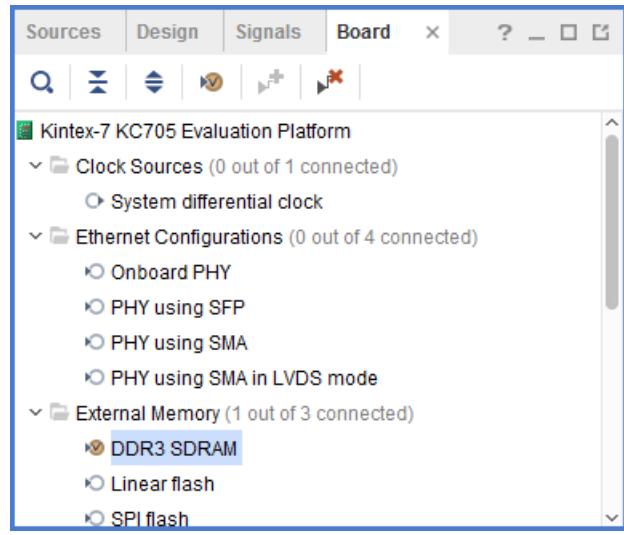 Sources Design Signals Board × ? _
Kintex-7 KC705 Evaluation Platform
Clock Sources (0 out of 1 connected)
System differential clock
Ethernet Configurations (0 out of 4 connected)
Onboard PHY
PHY using SFP
PHY using SMA
PHY using SMA in LVDS mode
External Memory (1 out of 3 connected)
DDR3 SDRAM
Linear flash
SPI flash